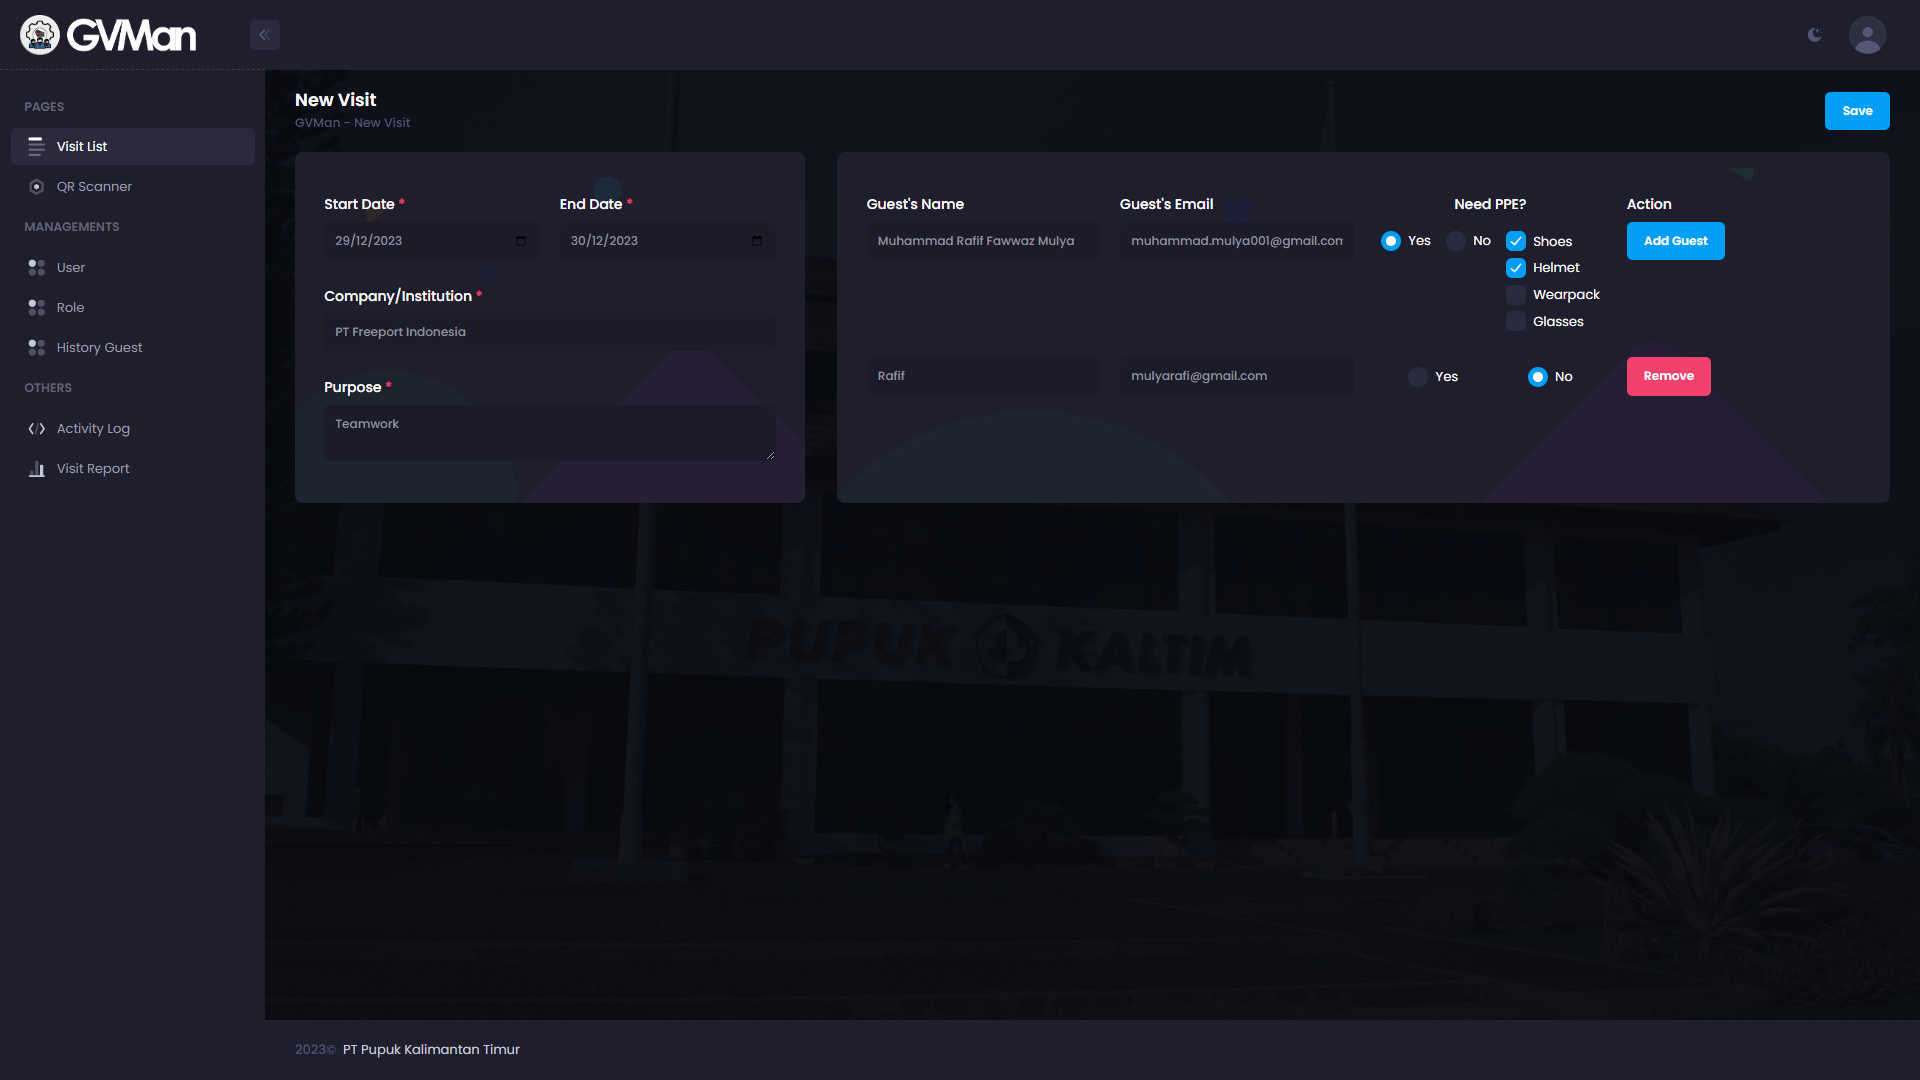 GVMan
PAGES
Visit List
QR Scanner
MANAGEMENTS
User
Role
History Guest
OTHERS
Activity Log
Visit Report
New Visit
GVMan - New Visit
Save
Start Date *
End Date *
29/12/2023
30/12/2023
Company/Institution *
PT Freeport Indonesia
Purpose *
Teamwork
Guest's Name
Guest's Email
Need PPE?
Action
Muhammad Rafif Fawwaz Mulya
muhammad.mulya001@gmail.com
Yes
No
Shoes
Helmet
Wearpack
Glasses
Add Guest
Rafif
mulyarafi@gmail.com
Yes
No
Remove
PUPUK KALTIM
2023© PT Pupuk Kalimantan Timur